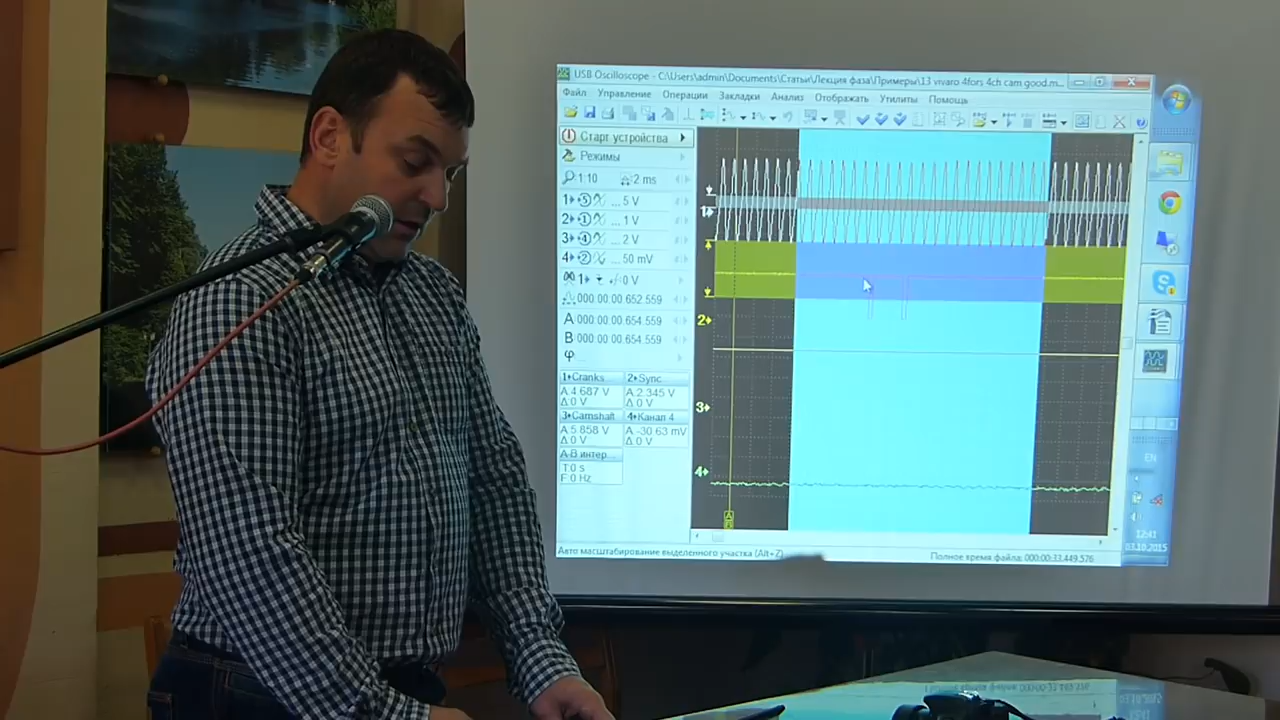 USB Oscilloscope - C:\Users\admin\Documents\Статьи\Лекция фаза\Примеры\13 vivaro 4fors 4ch cam good.m...
Файл Управление Операции Закладки Анализ Отображать Утилиты Помощь
Старт устройства
Режимы
1:10 2 ms
1 5 ... 5 V
2 1 ... 1 V
3 4 ... 2 V
4 2 ... 50 mV
1 0 V
000:00:00.652.559
A 000:00:00.654.559
B 000:00:00.654.559
φ
1 Cranks 2 Sync
A:4.687 V A:2.345 V
Δ:0 V Δ:0 V
3 Camshaft 4 Канал 4
A:5.858 V A:-30.63 mV
Δ:0 V Δ:0 V
A-B интер...
T:0 s
F:0 Hz
1
2
3
4
A
EN
12:41
03.10.2015
Авто масштабирование выделенного участка (Alt+Z)
Полное время файла: 000:00:33.449.576